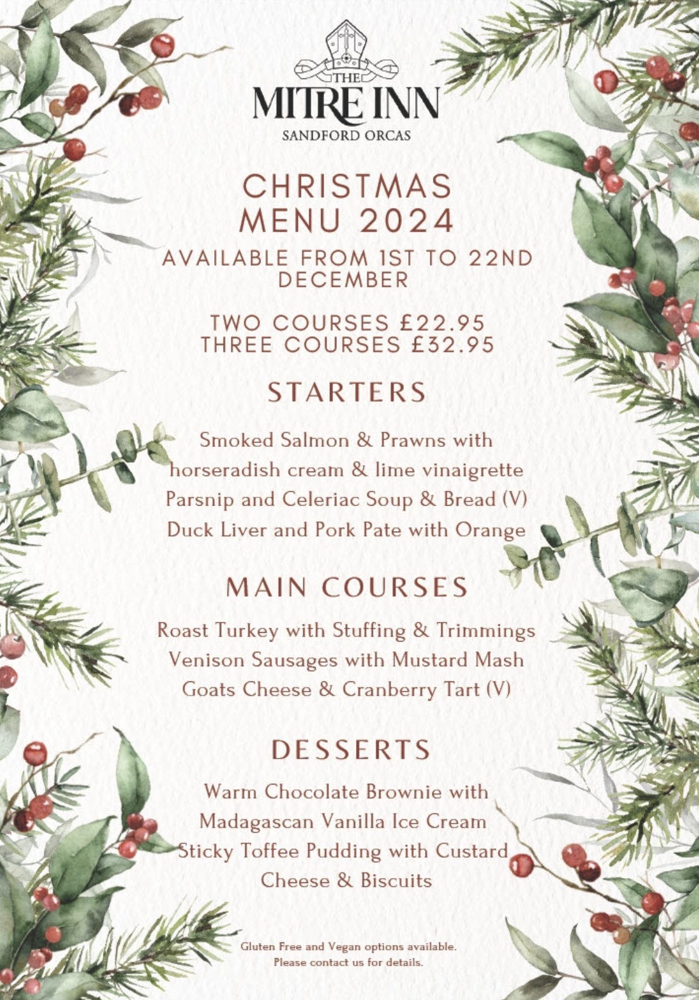 THE
MITRE INN
SANDFORD ORCAS
CHRISTMAS
MENU 2024
AVAILABLE FROM 1ST TO 22ND
DECEMBER
TWO COURSES £22.95
THREE COURSES £32.95
STARTERS
Smoked Salmon & Prawns with
horseradish cream & lime vinaigrette
Parsnip and Celeriac Soup & Bread (V)
Duck Liver and Pork Pate with Orange
MAIN COURSES
Roast Turkey with Stuffing & Trimmings
Venison Sausages with Mustard Mash
Goats Cheese & Cranberry Tart (V)
DESSERTS
Warm Chocolate Brownie with
Madagascan Vanilla Ice Cream
Sticky Toffee Pudding with Custard
Cheese & Biscuits
Gluten Free and Vegan options available.
Please contact us for details.